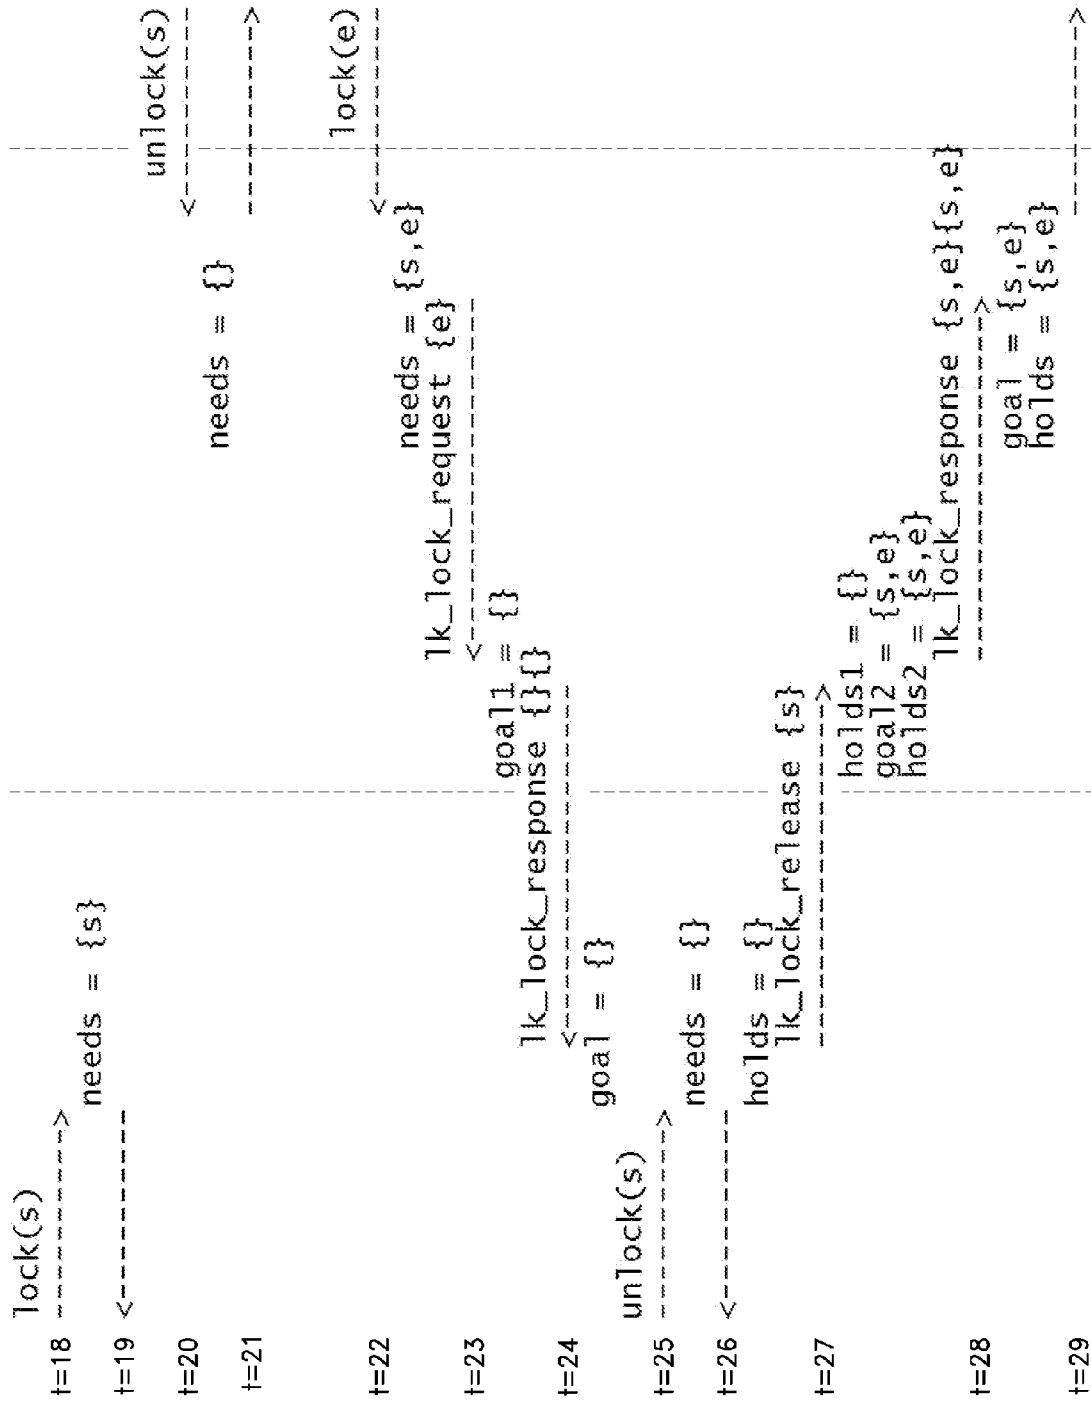 t=18
lock(s)
needs = {s}
t=19
t=20
unlock(s)
needs = {}
t=21
t=22
lock(e)
needs = {s,e}
lk_lock_request {e}
t=23
goal1 = {}
lk_lock_response {}{}
t=24
goal = {}
unlock(s)
t=25
needs = {}
t=26
holds = {}
lk_lock_release {s}
t=27
holds1 = {}
goal2 = {s,e}
holds2 = {s,e}
lk_lock_response {s,e}{s,e}
t=28
goal = {s,e}
holds = {s,e}
t=29